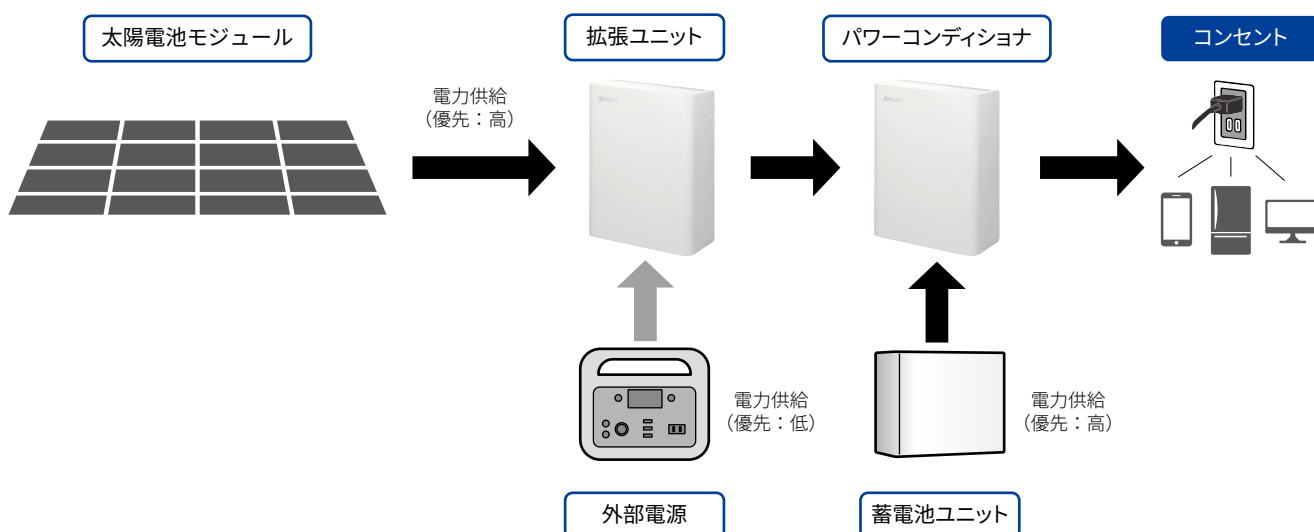 太陽電池モジュール
拡張ユニット
パワーコンディショナ
コンセント
電力供給
（優先：高）
電力供給
（優先：低）
電力供給
（優先：高）
外部電源
蓄電池ユニット